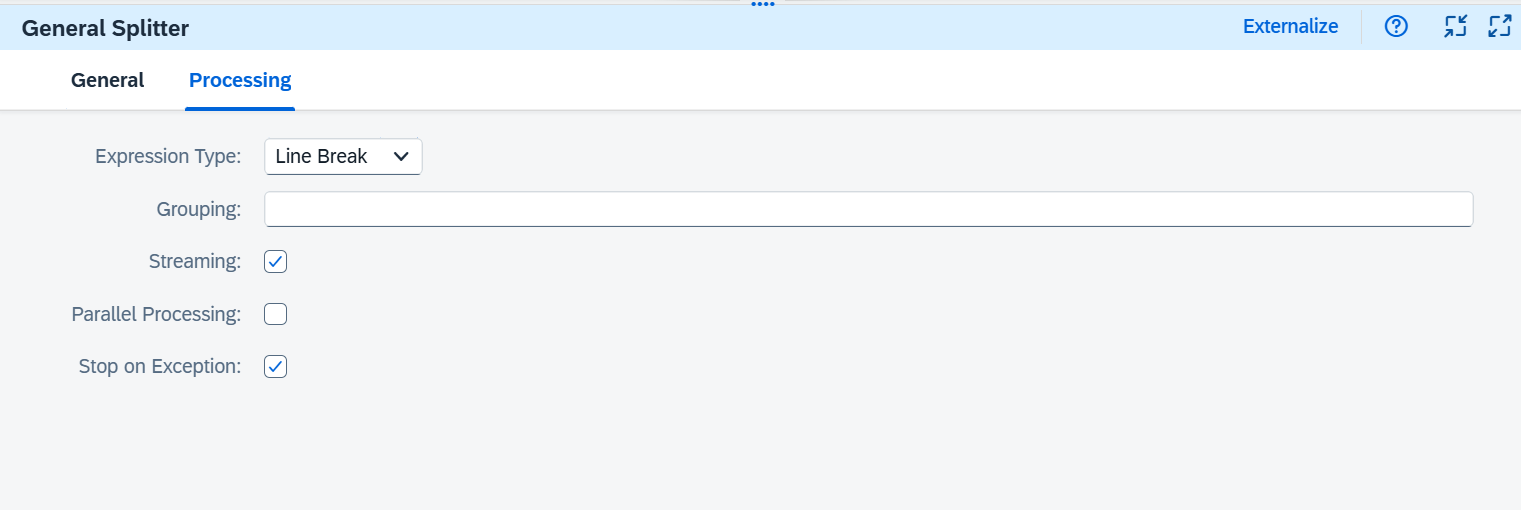 General Splitter
Externalize
General
Processing
Expression Type:
Line Break
Grouping:
Streaming:
Parallel Processing:
Stop on Exception: